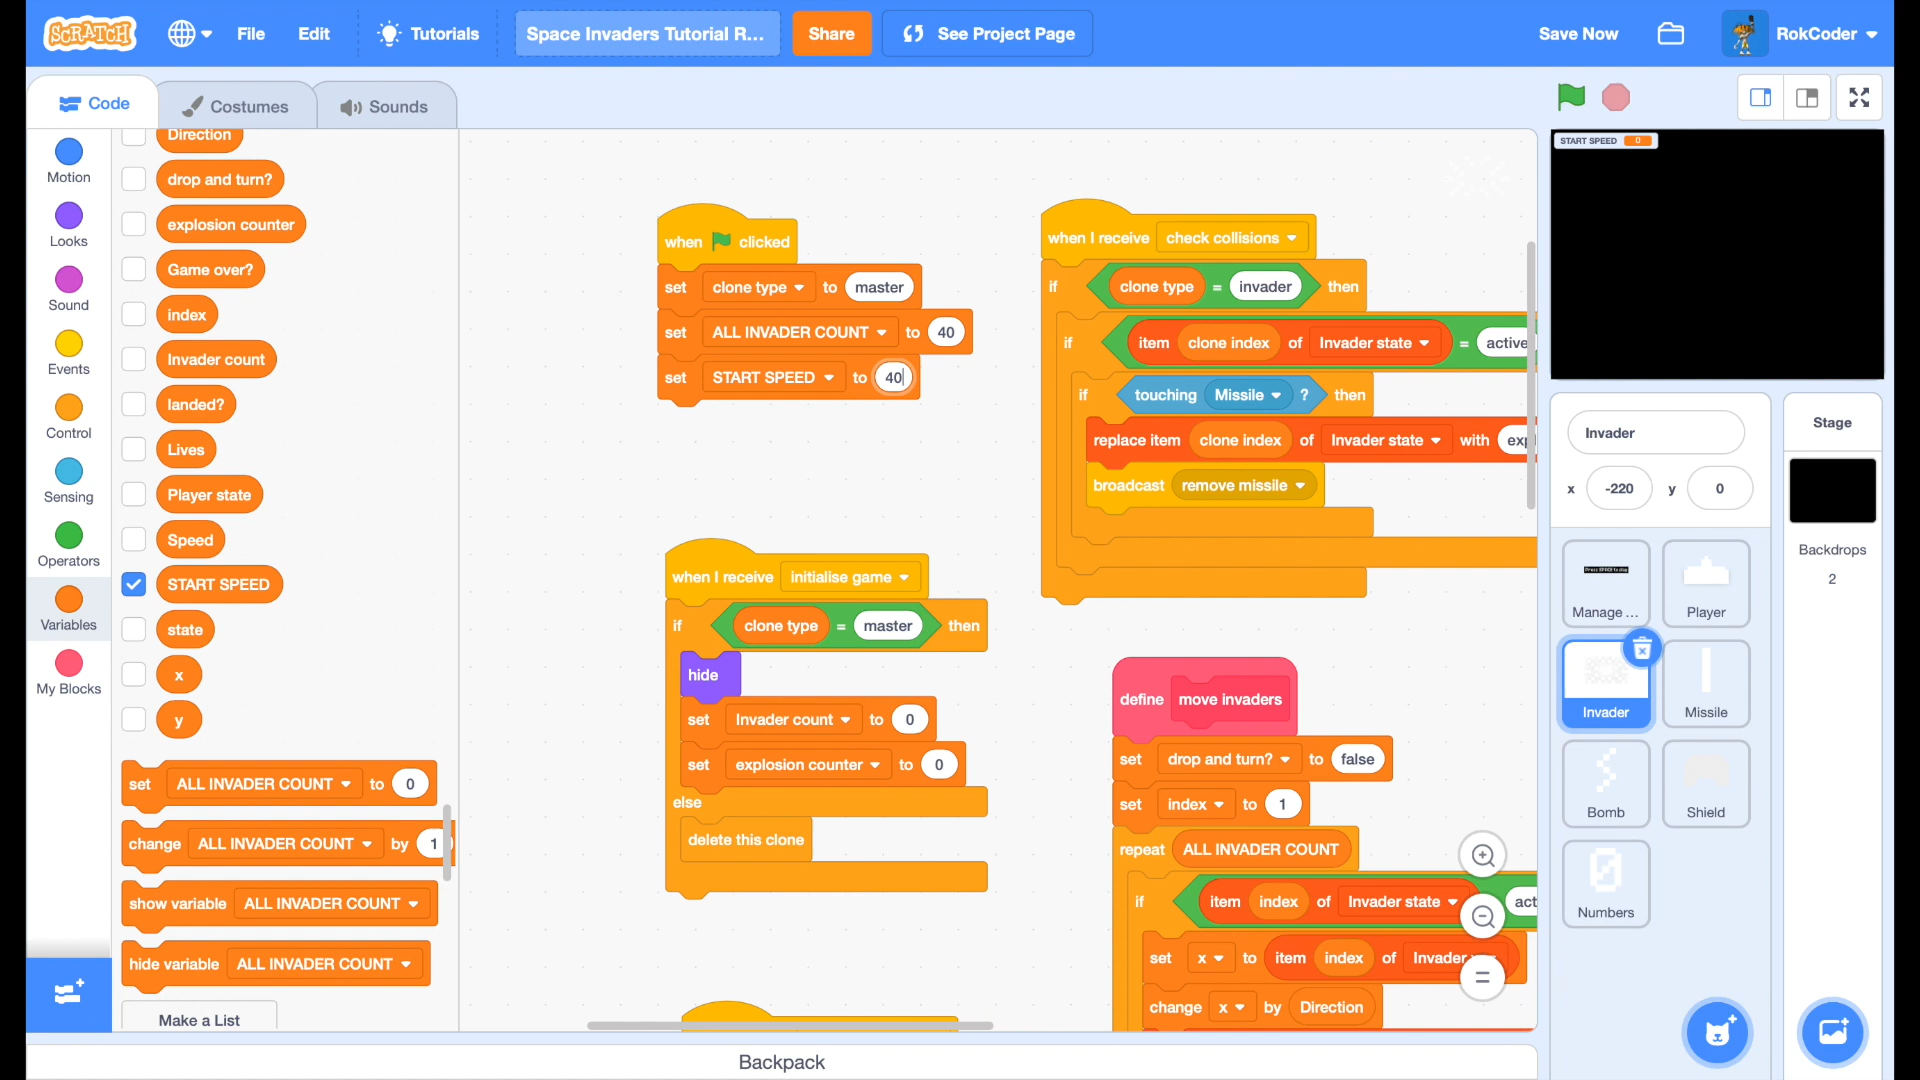 SCRATCH
File
Edit
Tutorials
Space Invaders Tutorial R...
Share
See Project Page
Save Now
RokCoder
Code
Costumes
Sounds
Motion
Looks
Sound
Events
Control
Sensing
Operators
Variables
My Blocks
Direction
drop and turn?
explosion counter
Game over?
index
Invader count
landed?
Lives
Player state
Speed
START SPEED
state
x
y
set ALL INVADER COUNT to 0
change ALL INVADER COUNT by 1
show variable ALL INVADER COUNT
hide variable ALL INVADER COUNT
Make a List
when clicked
set clone type to master
set ALL INVADER COUNT to 40
set START SPEED to 40
when I receive initialise game
if clone type = master then
hide
set Invader count to 0
set explosion counter to 0
else
delete this clone
when I receive check collisions
if clone type = invader then
if item clone index of Invader state = active
if touching Missile ? then
replace item clone index of Invader state with exp
broadcast remove missile
define move invaders
set drop and turn? to false
set index to 1
repeat ALL INVADER COUNT
if item index of Invader state act
set x to item index of Invader
change x by Direction
START SPEED 0
Invader
x -220 y 0
Manage ...
Player
Invader
Missile
Bomb
Shield
Numbers
Stage
Backdrops
2
Backpack